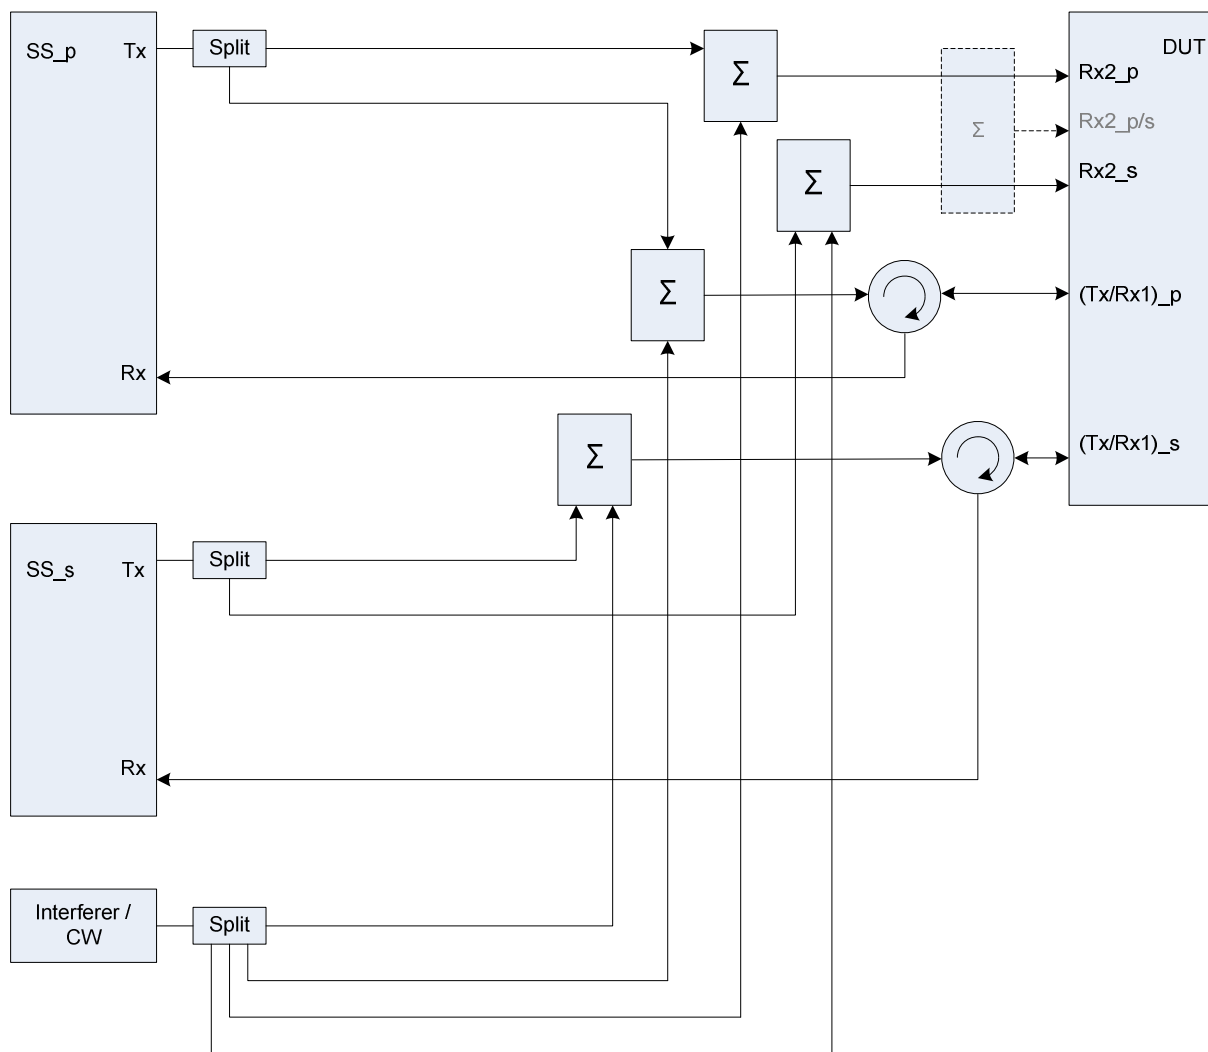 SS_p
Tx
Split
Σ
DUT
Rx2_p
Σ
Rx2_p/s
Rx2_s
Σ
Σ
(Tx/Rx1)_p
Rx
Σ
(Tx/Rx1)_s
SS_s
Tx
Split
Rx
Interferer /
CW
Split